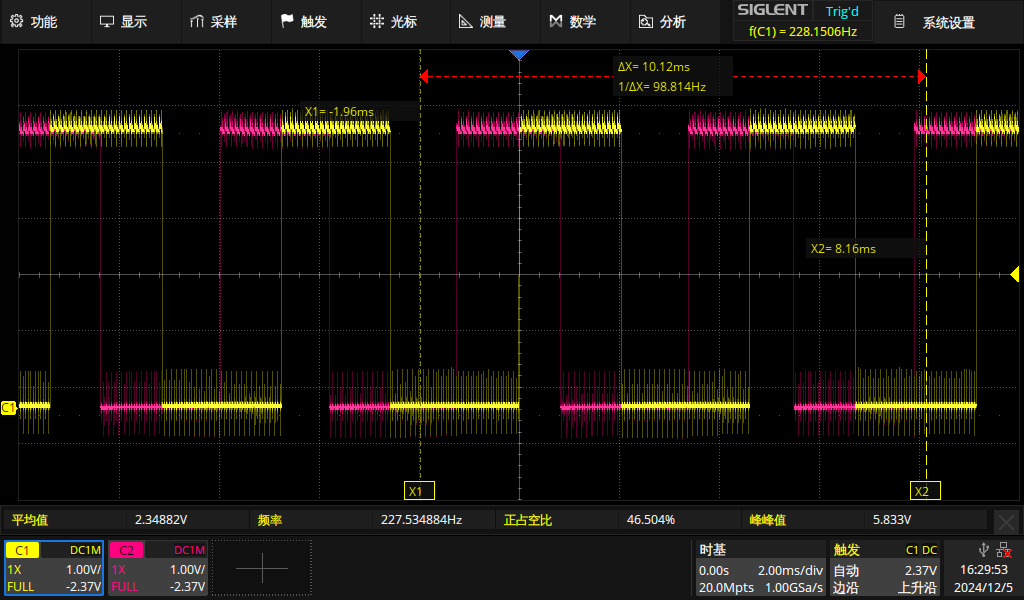 功能
显示
采样
触发
光标
测量
数学
分析
SIGLENT
Trig'd
f(C1) = 228.1506Hz
系统设置
ΔX= 10.12ms
1/ΔX= 98.814Hz
X1= -1.96ms
X2= 8.16ms
C1
X1
X2
平均值 2.34882V 频率 227.534884Hz 正占空比 46.504% 峰峰值 5.833V
C1 DC1M
1X 1.00V/
FULL -2.37V
C2 DC1M
1X 1.00V/
FULL -2.37V
时基
0.00s 2.00ms/div
20.0Mpts 1.00GSa/s
触发 C1 DC
自动 2.37V
边沿 上升沿
16:29:53
2024/12/5